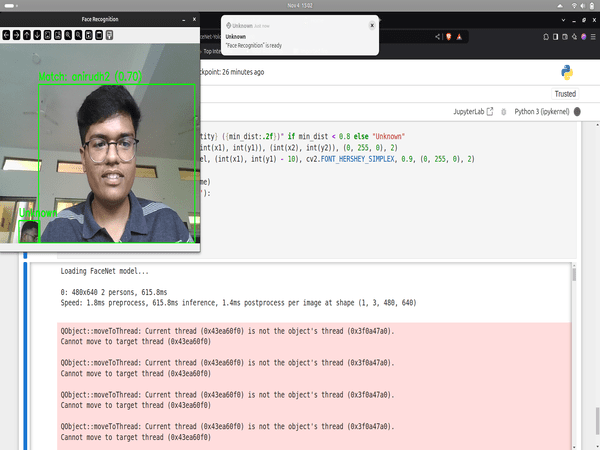 Nov 4 13:02
Face Recognition
Unknown Just now
Unknown
"Face Recognition" is ready
ceNet-Yolo
Top Inte
ckpoint: 26 minutes ago
Trusted
JupyterLab
Python 3 (ipykernel)
Match:
(0.70)
Unknown
tity} ({min_dist:.2f})" if min_dist < 0.8 else "Unknown"
int(x1), int(y1)), (int(x2), int(y2)), (0, 255, 0), 2)
el, (int(x1), int(y1) - 10), cv2.FONT_HERSHEY_SIMPLEX, 0.9, (0, 255, 0), 2)
me)
'):
Loading FaceNet model...
0: 480x640 2 persons, 615.8ms
Speed: 1.8ms preprocess, 615.8ms inference, 1.4ms postprocess per image at shape (1, 3, 480, 640)
QObject::moveToThread: Current thread (0x43ea60f0) is not the object's thread (0x3f0a47a0).
Cannot move to target thread (0x43ea60f0)
QObject::moveToThread: Current thread (0x43ea60f0) is not the object's thread (0x3f0a47a0).
Cannot move to target thread (0x43ea60f0)
QObject::moveToThread: Current thread (0x43ea60f0) is not the object's thread (0x3f0a47a0).
Cannot move to target thread (0x43ea60f0)
QObject::moveToThread: Current thread (0x43ea60f0) is not the object's thread (0x3f0a47a0).
Cannot move to target thread (0x43ea60f0)